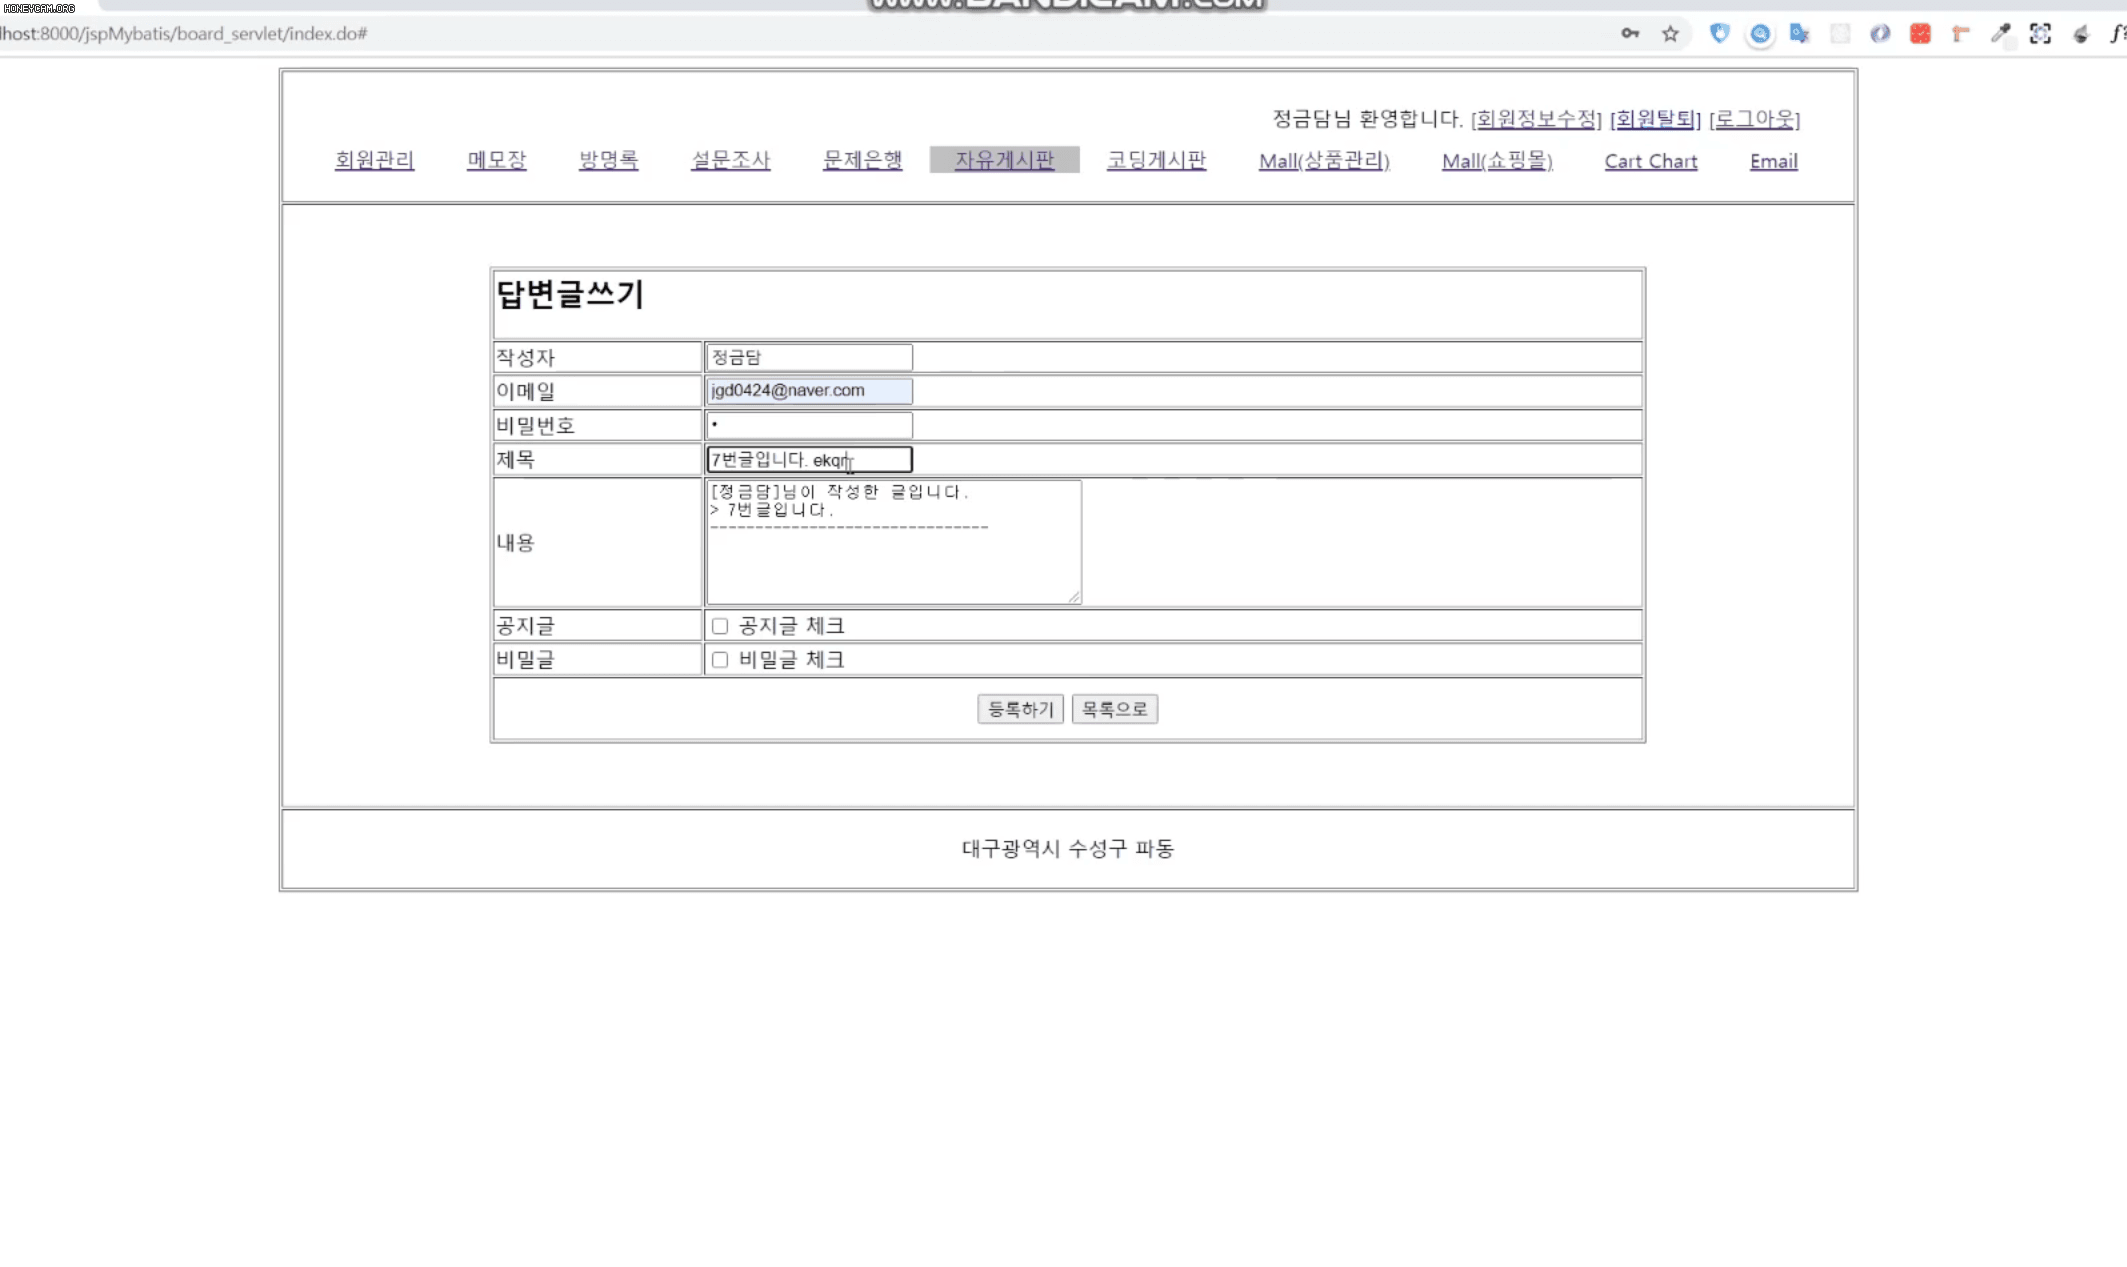 HONEYCAM.ORG
www.BANDICAM.com
lhost:8000/jspMybatis/board_servlet/index.do#
정금담님 환영합니다. [회원정보수정] [회원탈퇴] [로그아웃]
회원관리 메모장 방명록 설문조사 문제은행 자유게시판 코딩게시판 Mall(상품관리) Mall(쇼핑몰) Cart Chart Email
답변글쓰기
작성자 정금담
이메일 jgd0424@naver.com
비밀번호 •
제목 7번글입니다.
내용
[정금담]님이 작성한 글입니다.
> 7번글입니다.
-------------------------------
공지글 공지글 체크
비밀글 비밀글 체크
등록하기 목록으로
대구광역시 수성구 파동